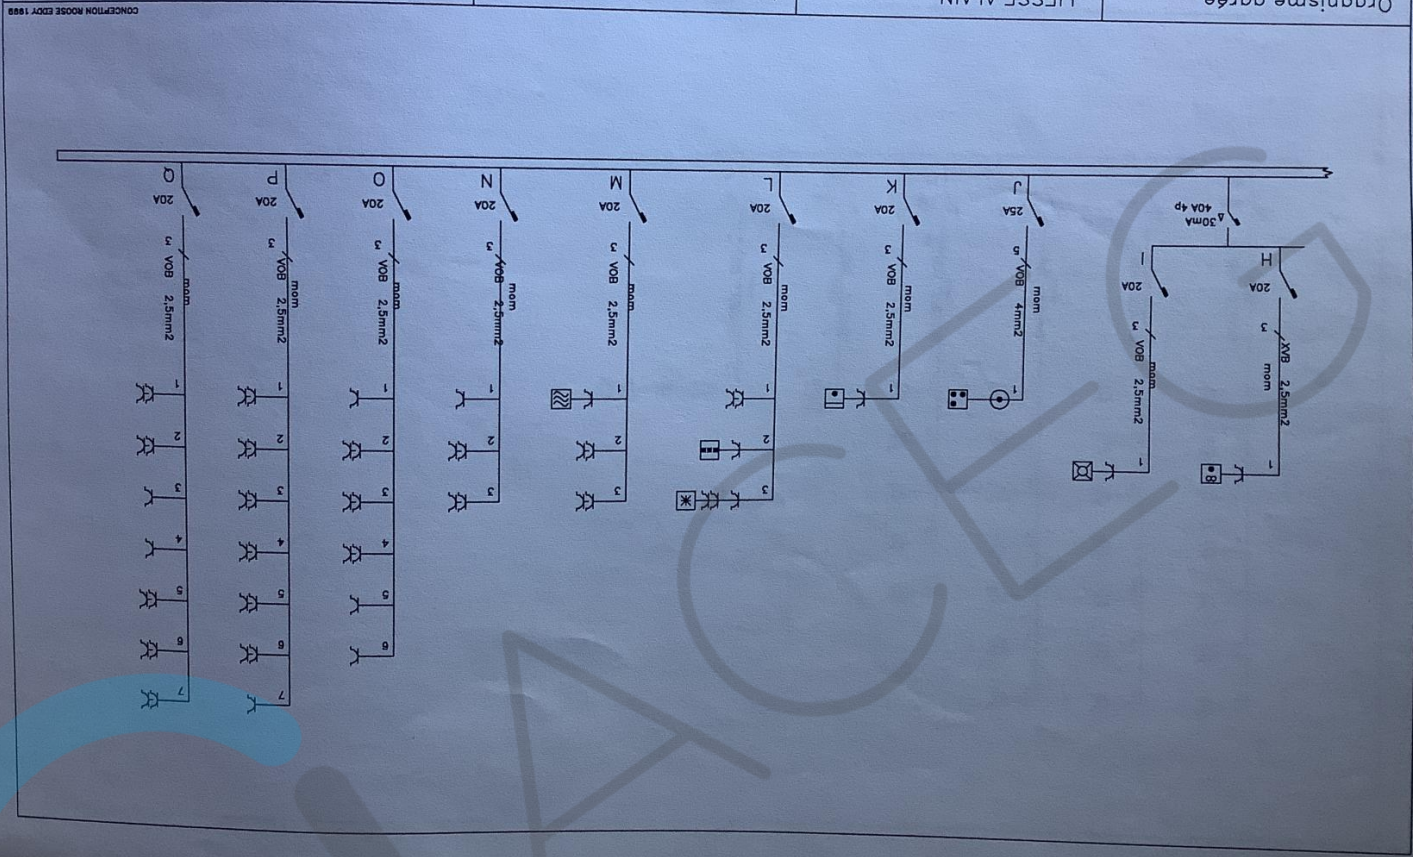 Organisme agréé
CONCEPTION ROOSE EDDY 1998
30mA
40A 4p
H
20A
3
XVB 2,5mm2
mom
1
I
20A
3 VOB 2,5mm2
mom
1
J
25A
5 VOB 4mm2
mom
1
K
20A
3 VOB 2,5mm2
mom
1
L
20A
3 VOB 2,5mm2
mom
1
2
3
M
20A
3 VOB 2,5mm2
mom
1
2
3
N
20A
3 VOB 2,5mm2
mom
1
2
3
O
20A
3 VOB 2,5mm2
mom
1
2
3
4
5
6
P
20A
3 VOB 2,5mm2
mom
1
2
3
4
5
6
7
Q
20A
3 VOB 2,5mm2
mom
1
2
3
4
5
6
7
ACEG